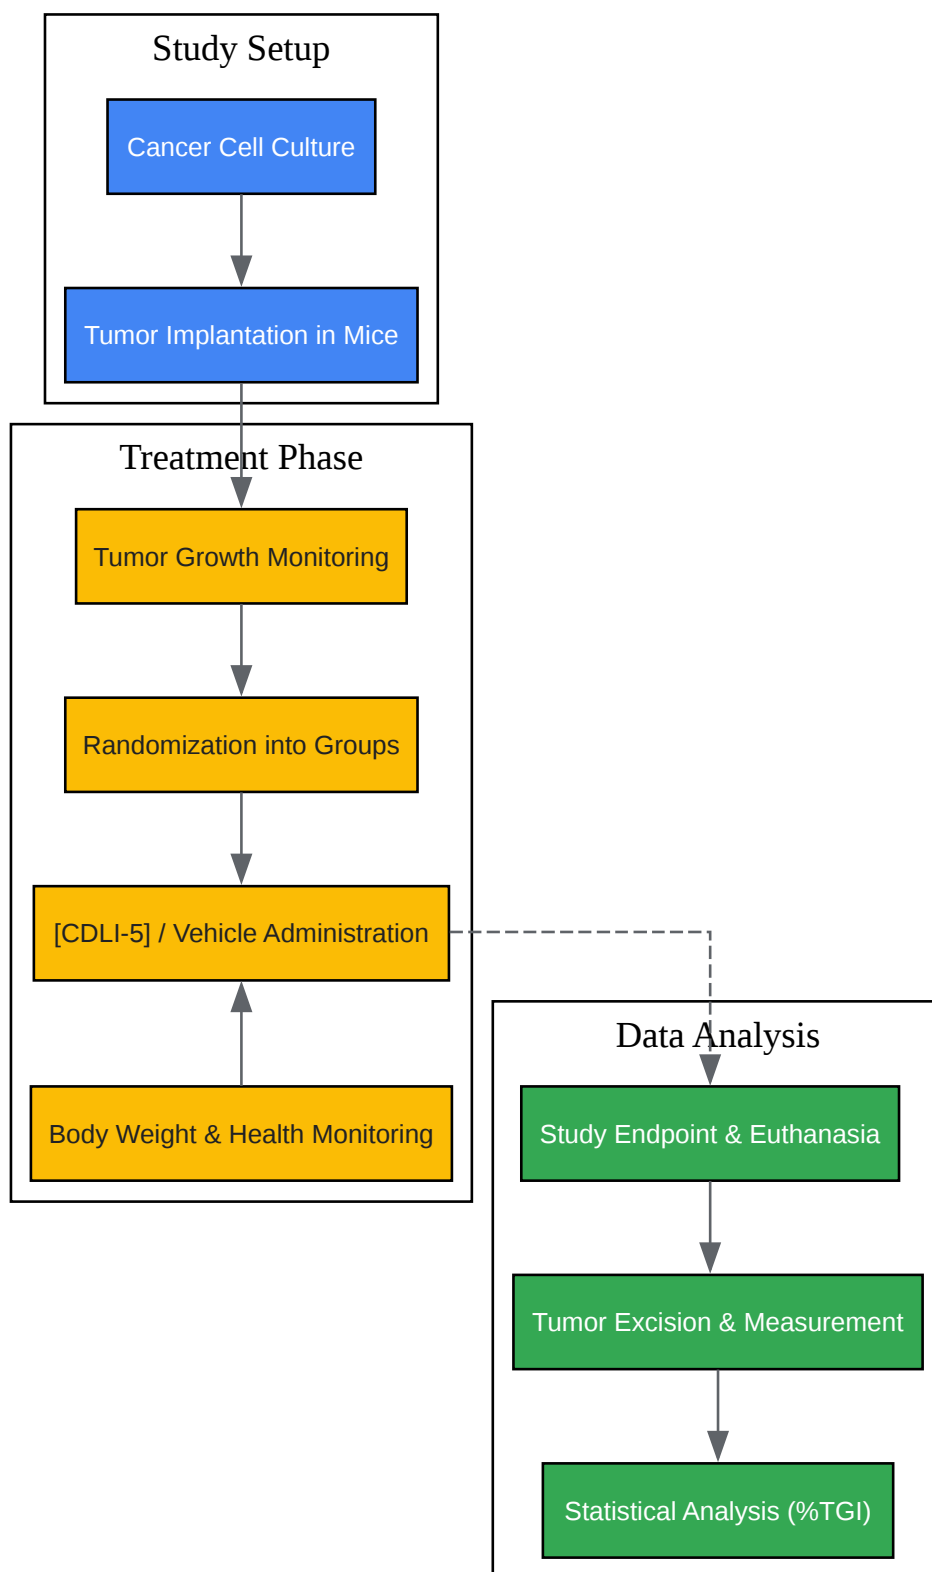 Study Setup
Cancer Cell Culture
Tumor Implantation in Mice
Treatment Phase
Tumor Growth Monitoring
Randomization into Groups
[CDLI-5] / Vehicle Administration
Body Weight & Health Monitoring
Data Analysis
Study Endpoint & Euthanasia
Tumor Excision & Measurement
Statistical Analysis (%TGI)